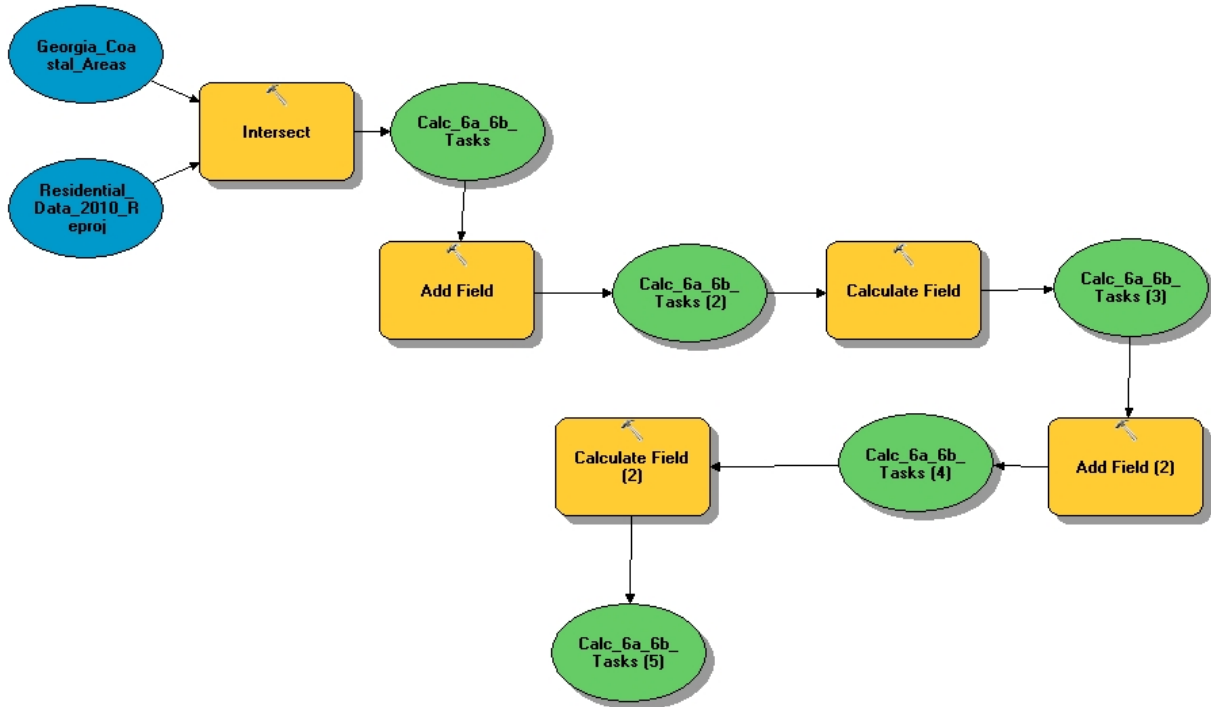 Georgia_Coa
stal_Areas
Intersect
Calc_6a_6b_
Tasks
Residential_
Data_2010_R
eproj
Add Field
Calc_6a_6b_
Tasks (2)
Calculate Field
Calc_6a_6b_
Tasks (3)
Calculate Field
(2)
Calc_6a_6b_
Tasks (4)
Add Field (2)
Calc_6a_6b_
Tasks (5)